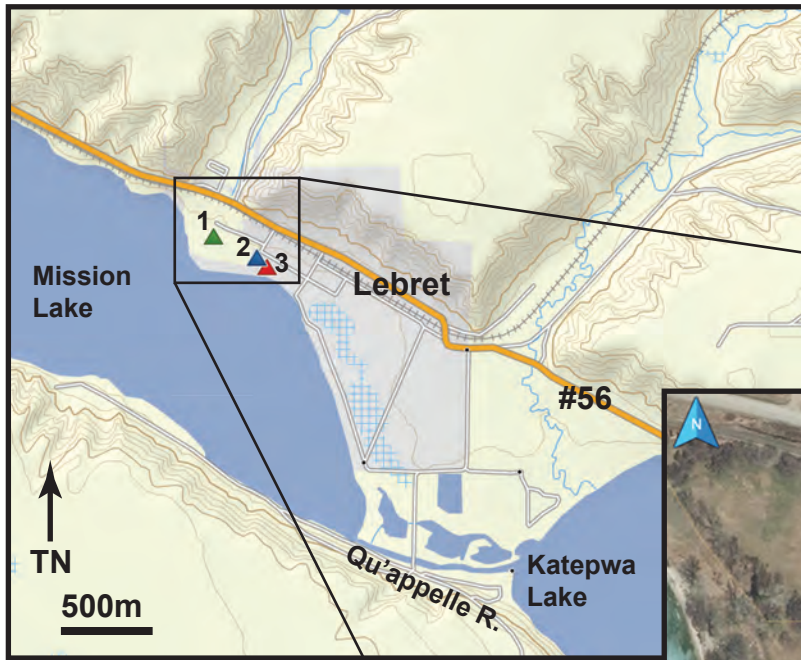 1
2
3
Mission
Lake
Lebret
#56
N
TN
500m
Qu'appelle R.
Katepwa
Lake